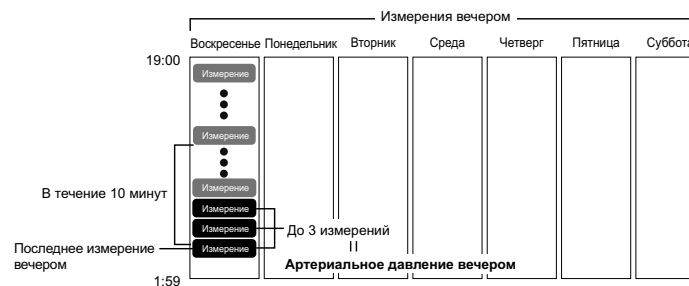 Измерения вечером
Воскресенье Понедельник Вторник Среда Четверг Пятница Суббота
19:00
Измерение
Измерение
В течение 10 минут
Измерение
Измерение
Измерение
До 3 измерений
Последнее измерение
вечером
Измерение
Артериальное давление вечером
1:59